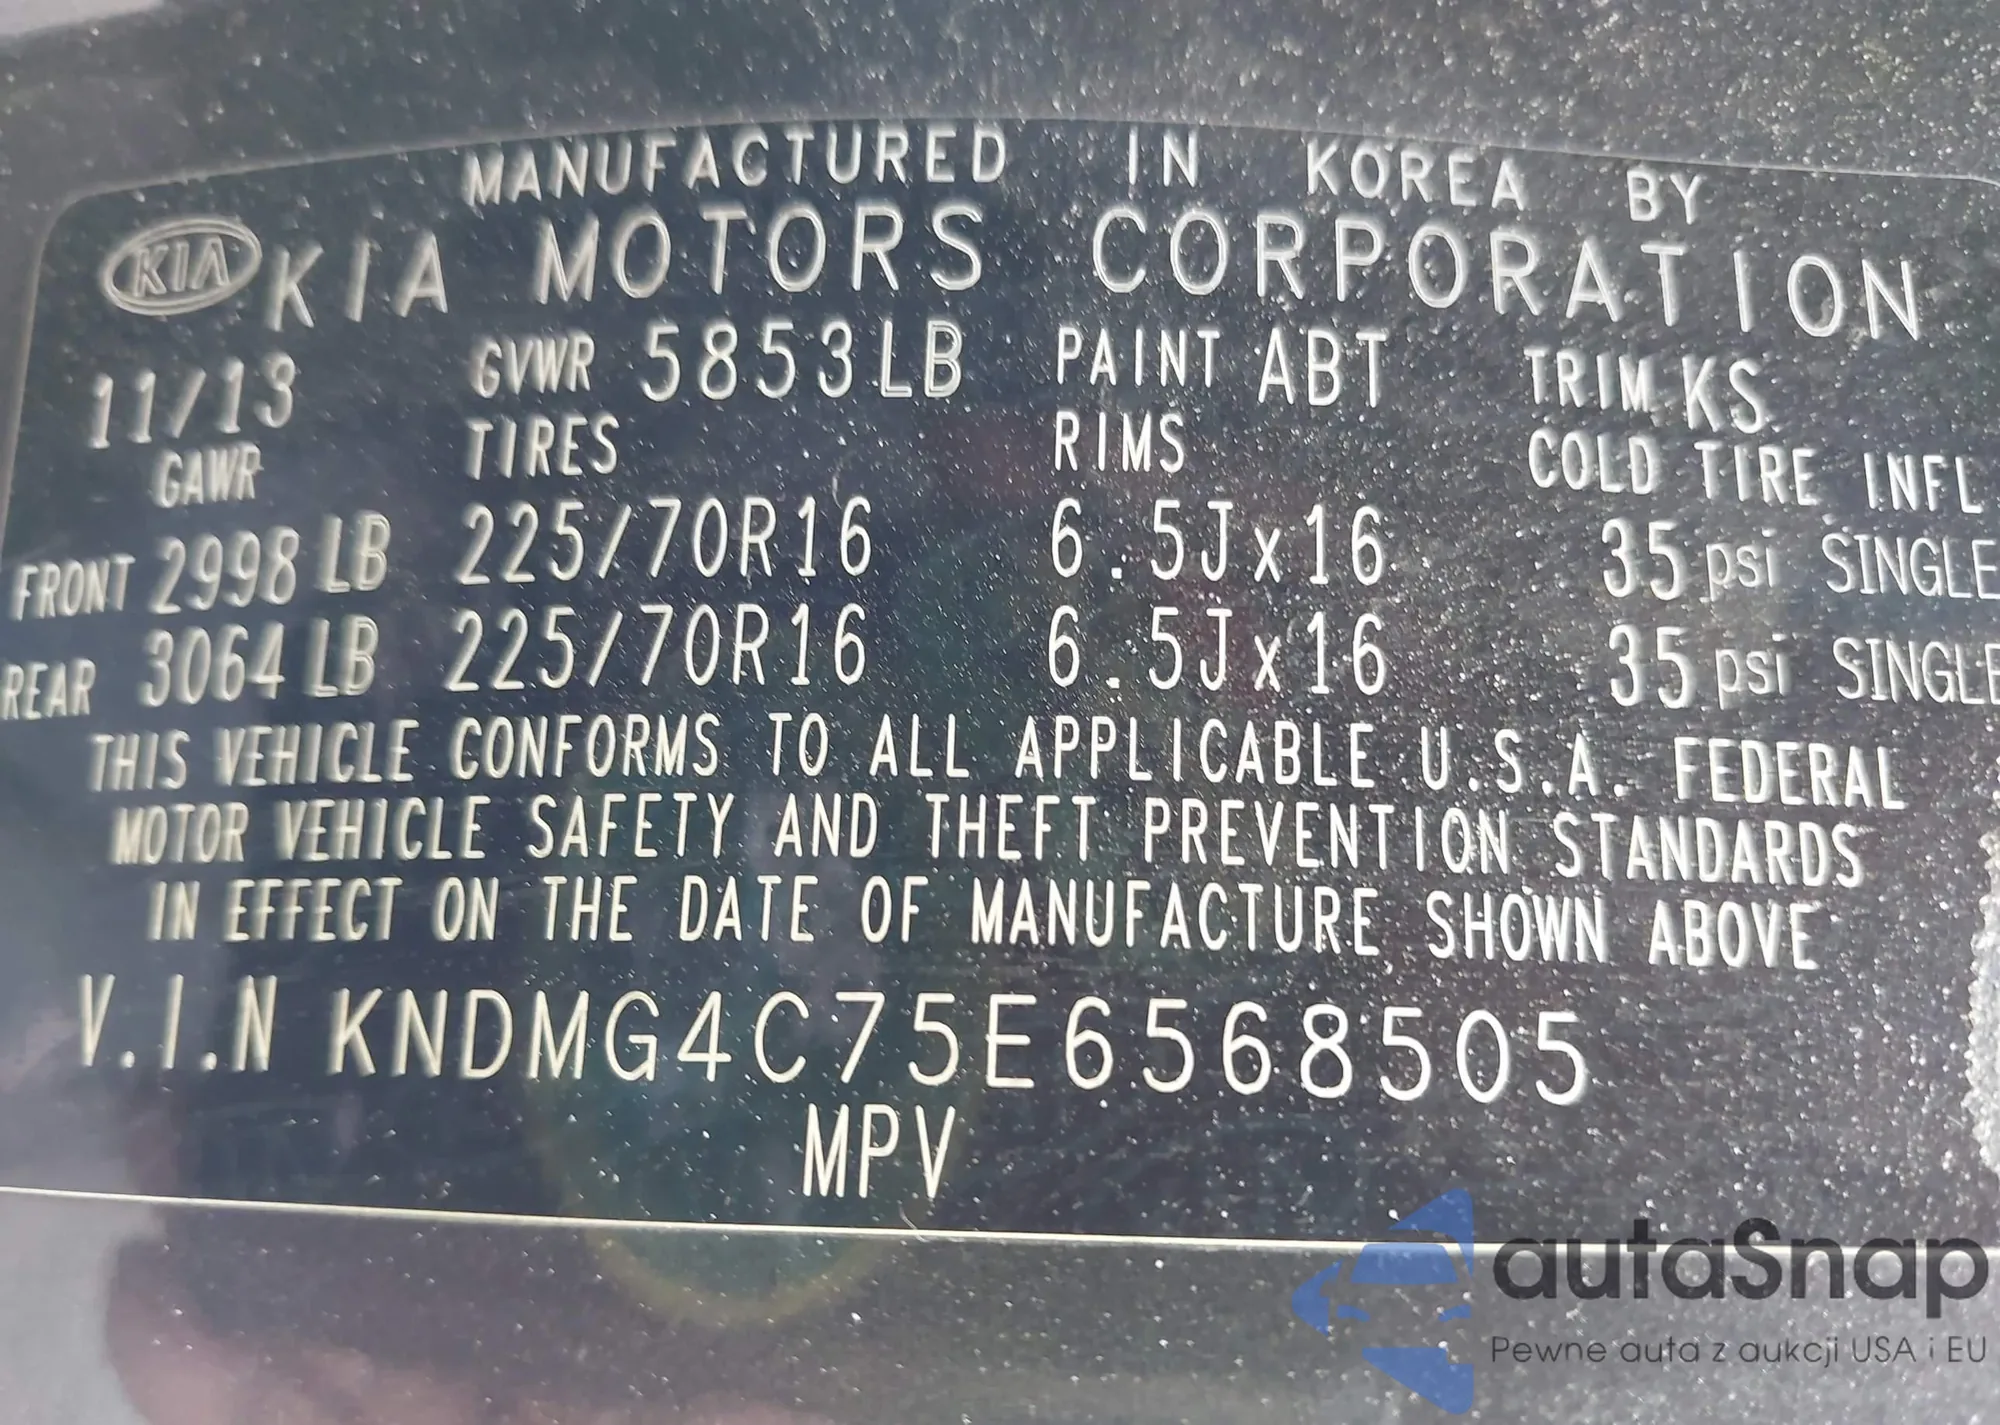 MANUFACTURED IN KOREA BY
KIA KIA MOTORS CORPORATION
11/13 GVWR 5853LB PAINT ABT TRIM KS
GAWR TIRES RIMS COLD TIRE INFL
FRONT 2998 LB 225/70R16 6.5Jx16 35 psi SINGLE
REAR 3064 LB 225/70R16 6.5Jx16 35 psi SINGLE
THIS VEHICLE CONFORMS TO ALL APPLICABLE U.S.A. FEDERAL
MOTOR VEHICLE SAFETY AND THEFT PREVENTION STANDARDS
IN EFFECT ON THE DATE OF MANUFACTURE SHOWN ABOVE
V.I.N KNDMG4C75E6568505
MPV
autaSnap
Pewne auta z aukcji USA i EU